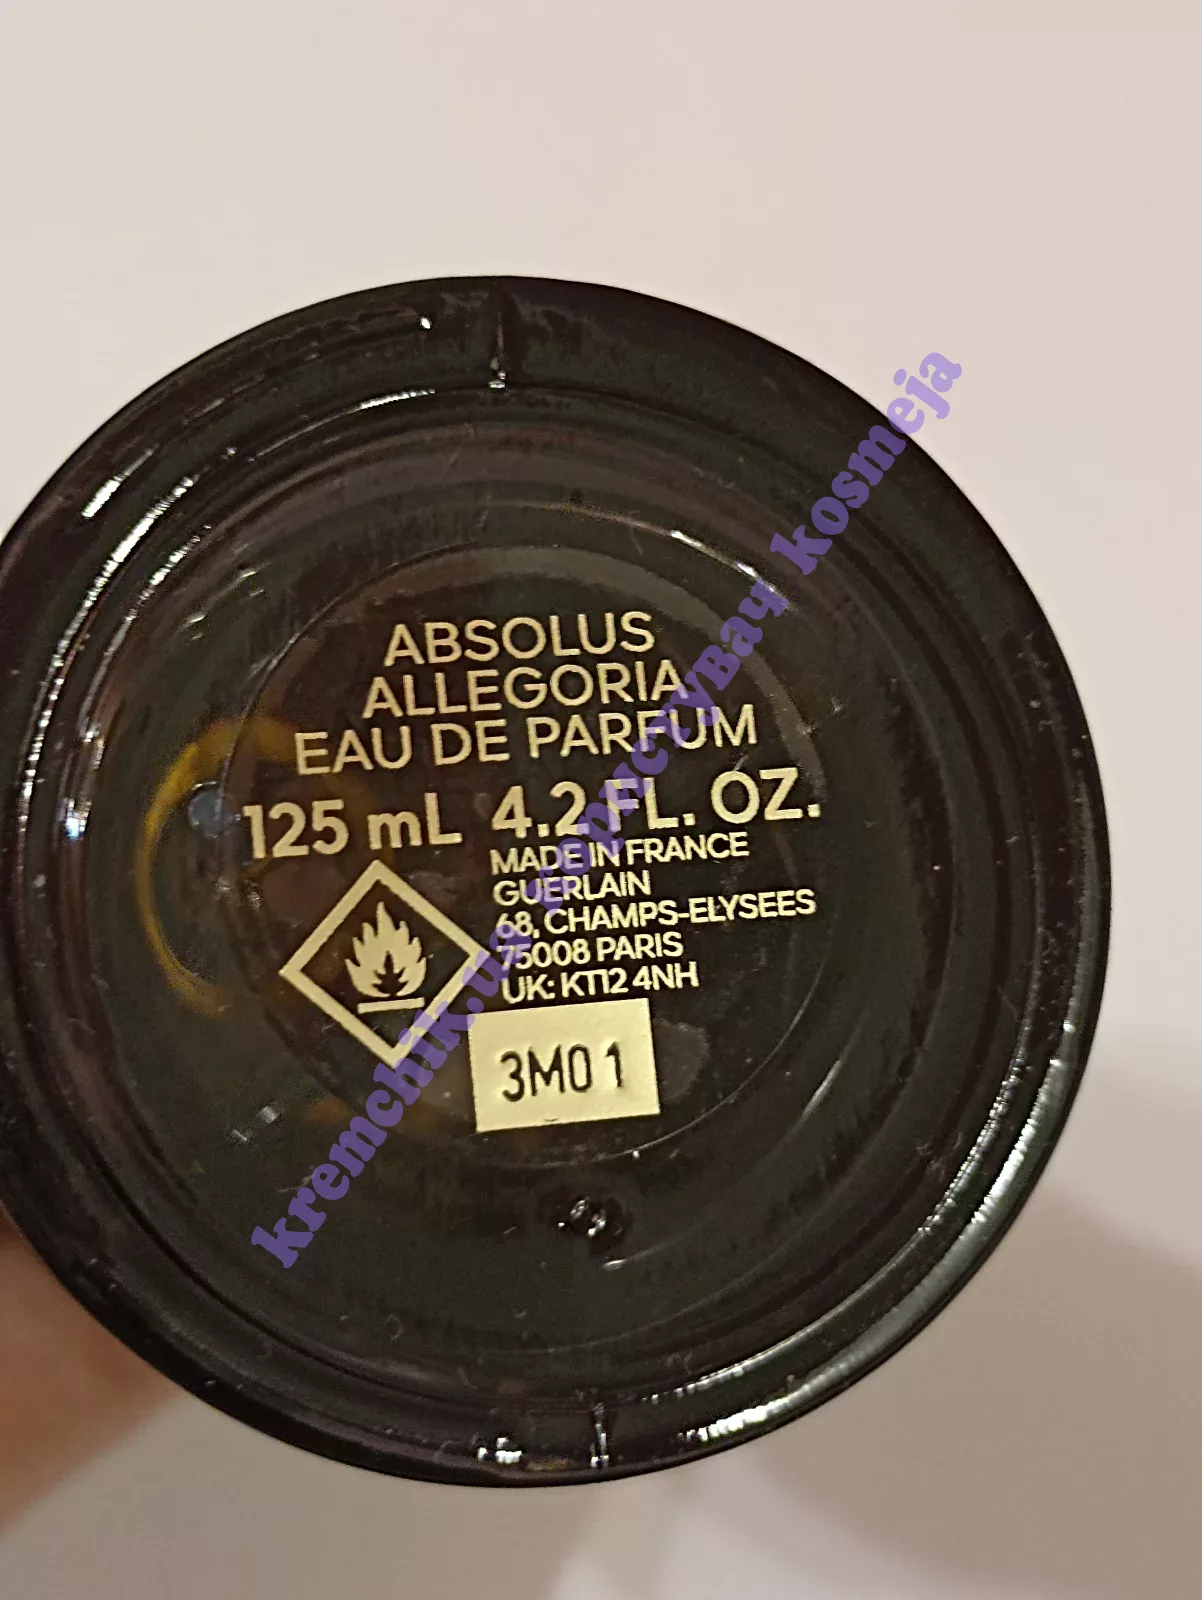 ABSOLUS
ALLEGORIA
EAU DE PARFUM
125 mL 4.2 FL. OZ.
MADE IN FRANCE
GUERLAIN
68, CHAMPS-ELYSEES
75008 PARIS
UK: KT12 4NH
3M01
kremchik.ua користувач kosmeja